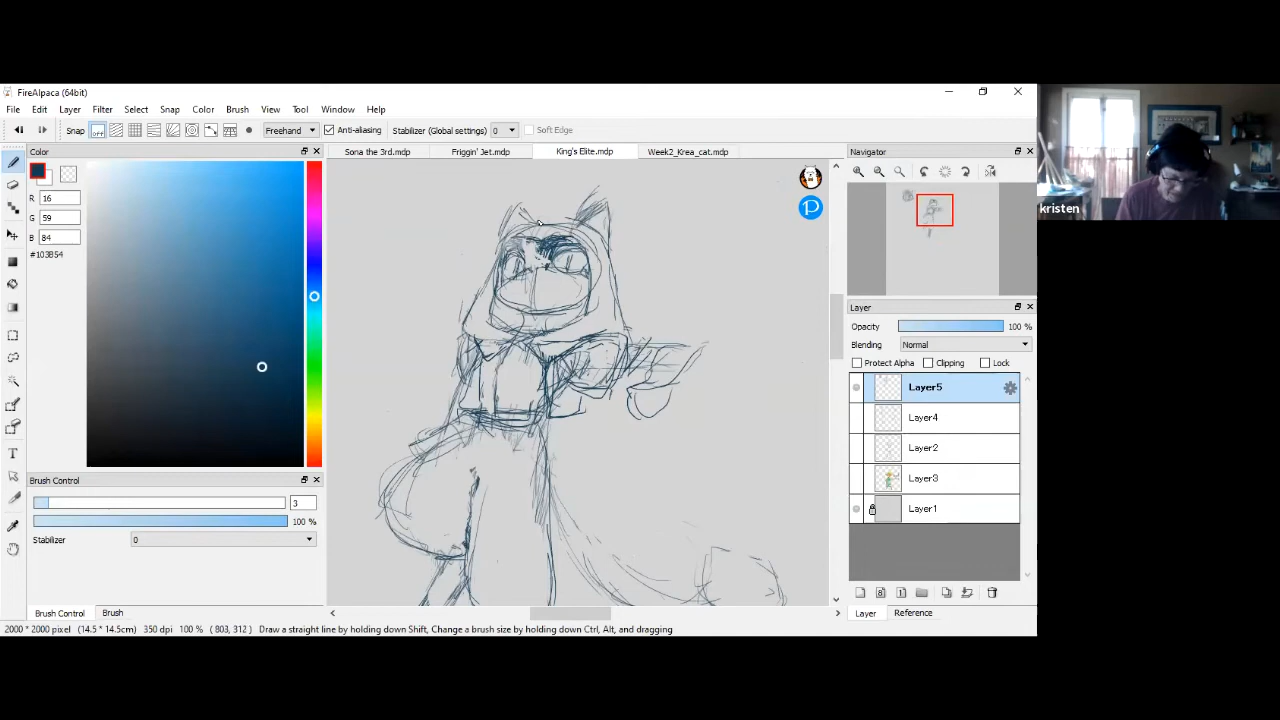 FireAlpaca (64bit)
File Edit Layer Filter Select Snap Color Brush View Tool Window Help
Snap OFF Freehand Anti-aliasing Stabilizer (Global settings) 0 Soft Edge
Color
Sona the 3rd.mdp Friggin' Jet.mdp King's Elite.mdp Week2_Krea_cat.mdp
Navigator
R 16
G 59
B 84
#103B54
kristen
Layer
Opacity 100 %
Blending Normal
Protect Alpha Clipping Lock
Layer5
Layer4
Layer2
Layer3
Layer1
Brush Control
3
100 %
Stabilizer 0
Brush Control Brush
Layer Reference
2000 * 2000 pixel (14.5 * 14.5cm) 350 dpi 100 % ( 803, 312 ) Draw a straight line by holding down Shift, Change a brush size by holding down Ctrl, Alt, and dragging